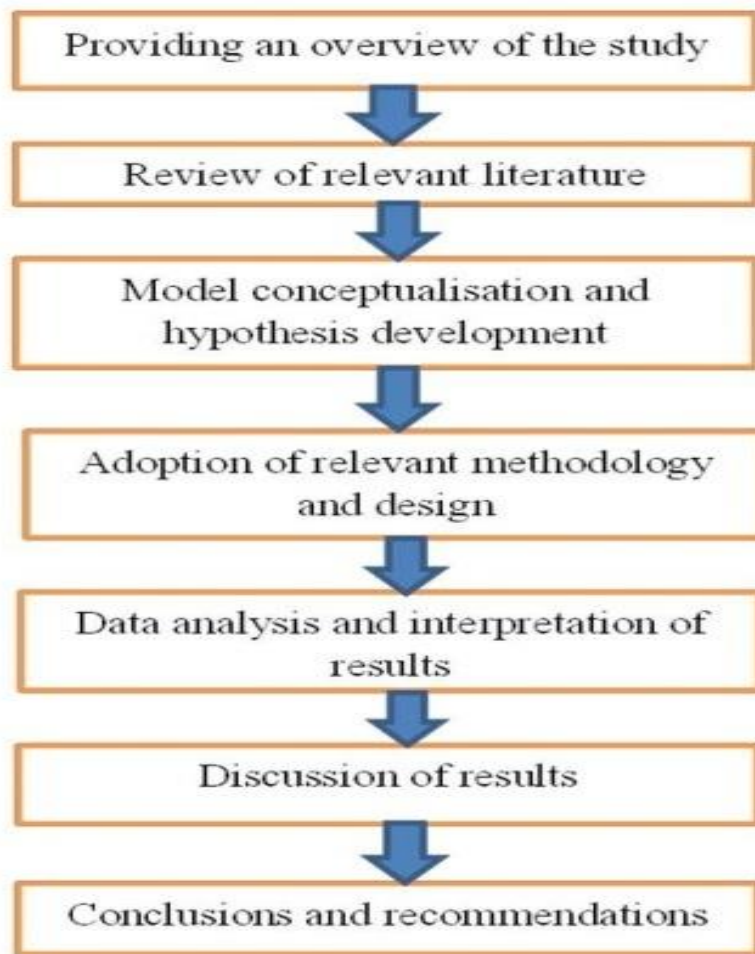 Providing an overview of the study
Review of relevant literature
Model conceptualisation and
hypothesis development
Adoption of relevant methodology
and design
Data analysis and interpretation of
results
Discussion of results
Conclusions and recommendations